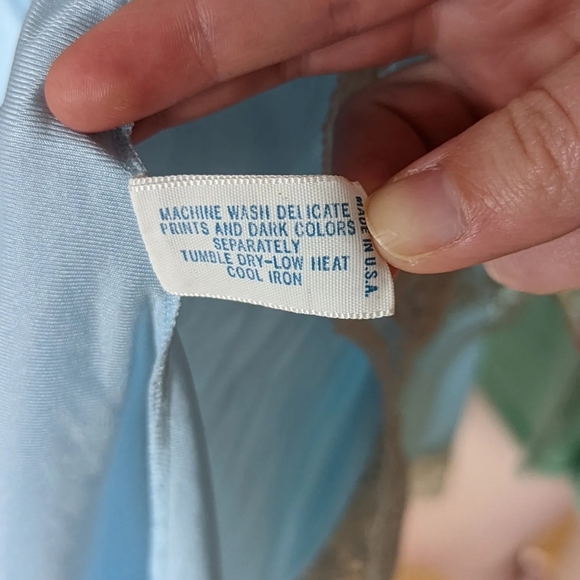 MACHINE WASH DELICATE
PRINTS AND DARK COLORS
SEPARATELY
TUMBLE DRY-LOW HEAT
COOL IRON
MADE IN U.S.A.